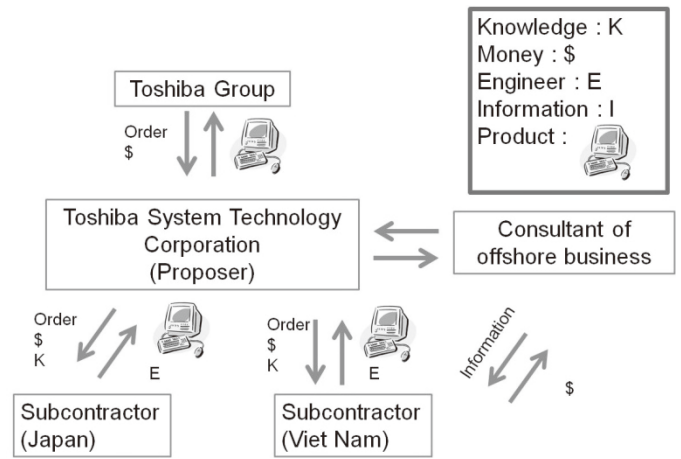 Knowledge : K
Money : $
Engineer : E
Information : I
Product :
Toshiba Group
Order
$
Toshiba System Technology
Corporation
(Proposer)
Consultant of
offshore business
Order
$
K
E
Order
$
K
E
Information
$
Subcontractor
(Japan)
Subcontractor
(Viet Nam)